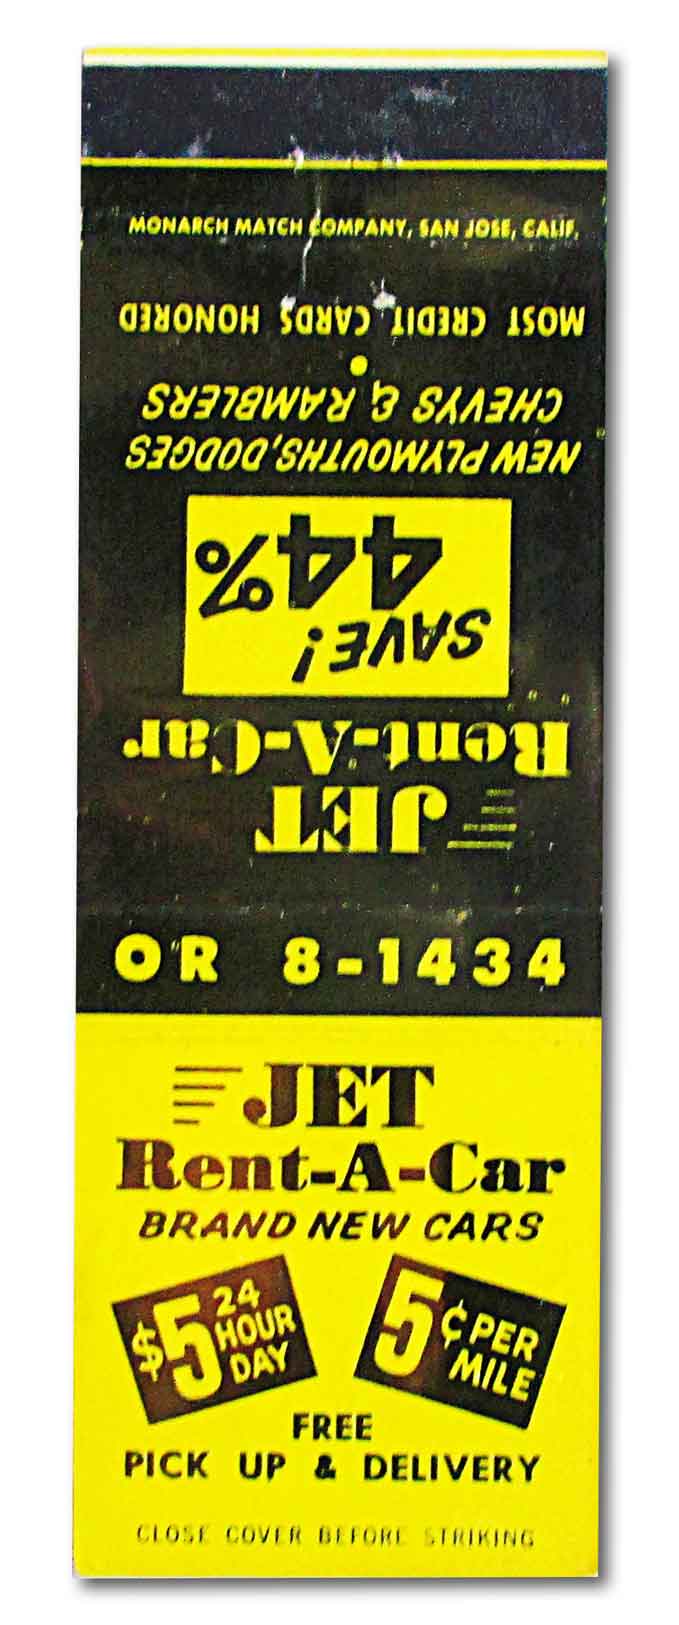 MONARCH MATCH COMPANY, SAN JOSE, CALIF.
JET
Rent-A-Car
SAVE!
44%
NEW PLYMOUTHS, DODGES
CHEVYS & RAMBLERS
•
MOST CREDIT CARDS HONORED
OR 8-1434
JET
Rent-A-Car
BRAND NEW CARS
$5 24 HOUR DAY
5¢ PER MILE
FREE
PICK UP & DELIVERY
CLOSE COVER BEFORE STRIKING